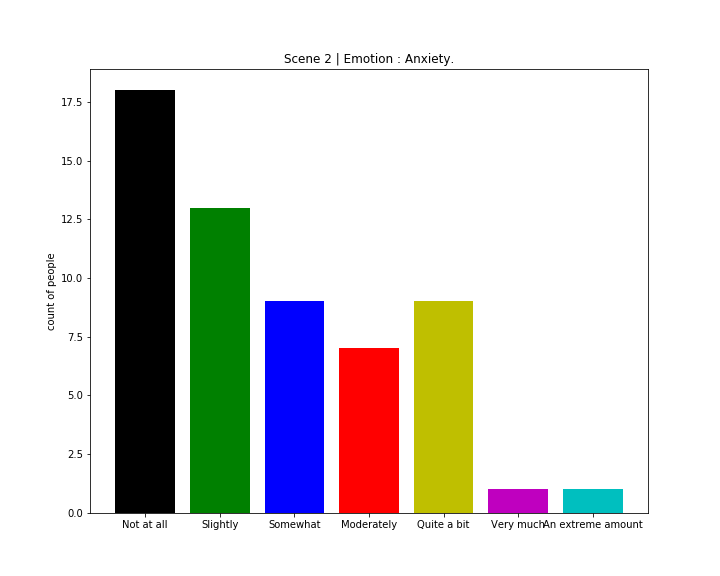 Scene 2 | Emotion : Anxiety.
count of people
17.5
15.0
12.5
10.0
7.5
5.0
2.5
0.0
Not at all
Slightly
Somewhat
Moderately
Quite a bit
Very much
An extreme amount